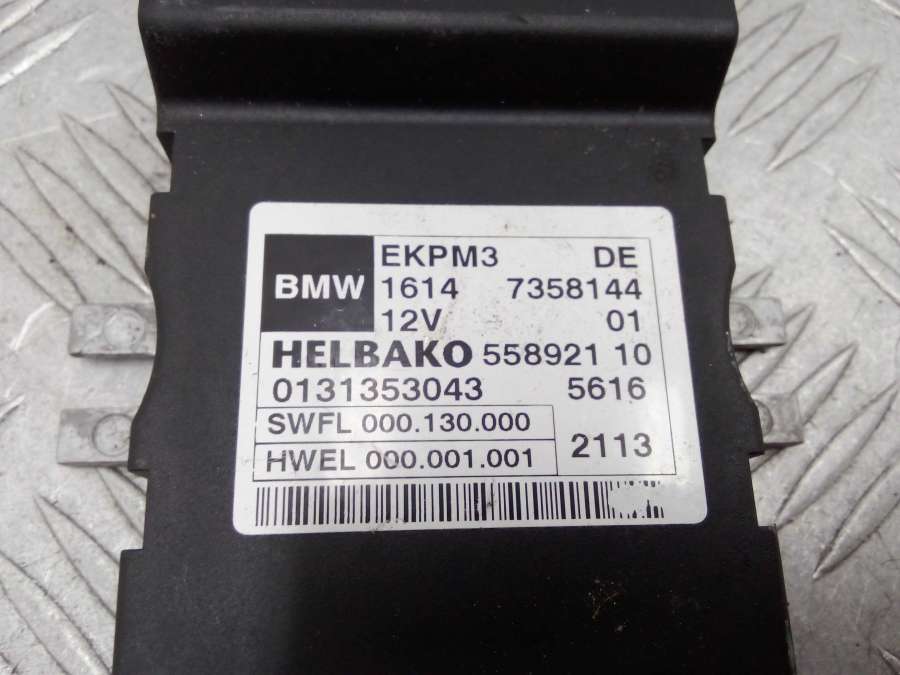 BMW
EKPM3 DE
1614 7358144
12V 01
HELBAKO 558921 10
0131353043 5616
SWFL 000.130.000
HWEL 000.001.001
2113